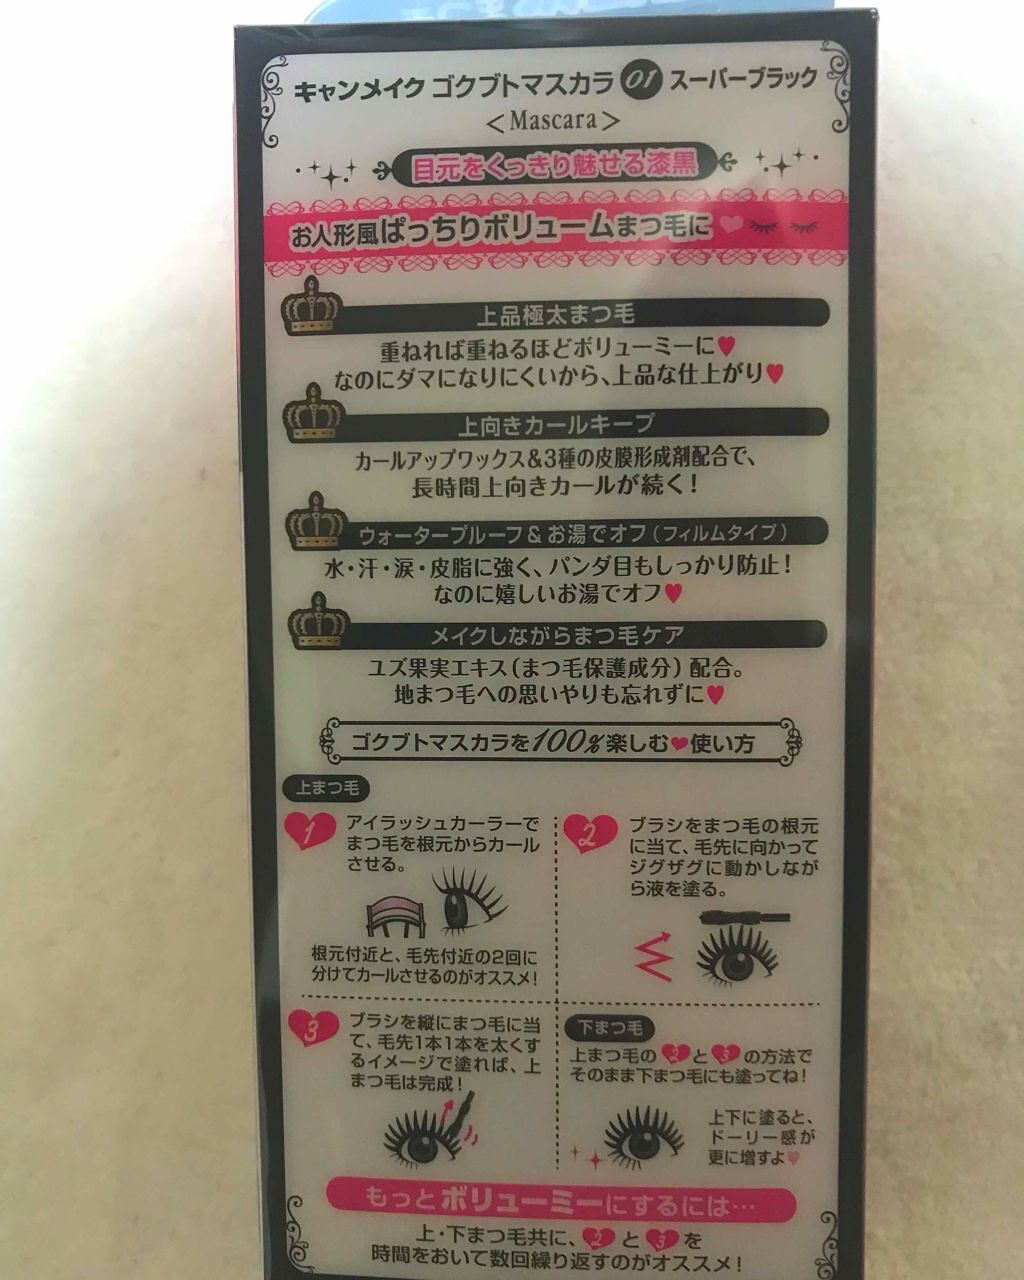 キャンメイク ゴクブトマスカラ 01 スーパーブラック
<Mascara>
目元をくっきり魅せる漆黒
お人形風ぱっちりボリュームまつ毛に
上品極太まつ毛
重ねれば重ねるほどボリューミーに♥
なのにダマになりにくいから、上品な仕上がり♥
上向きカールキープ
カールアップワックス&3種の皮膜形成剤配合で、
長時間上向きカールが続く!
ウォータープルーフ&お湯でオフ(フィルムタイプ)
水・汗・涙・皮脂に強く、パンダ目もしっかり防止!
なのに嬉しいお湯でオフ♥
メイクしながらまつ毛ケア
ユズ果実エキス(まつ毛保護成分)配合。
地まつ毛への思いやりも忘れずに♥
ゴクブトマスカラを100%楽しむ♥使い方
上まつ毛
1
アイラッシュカーラーで
まつ毛を根元からカール
させる。
根元付近と、毛先付近の2回に
分けてカールさせるのがオススメ!
2
ブラシをまつ毛の根元
に当て、毛先に向かって
ジグザグに動かしなが
ら液を塗る。
3
ブラシを縦にまつ毛に当
て、毛先1本1本を太くす
るイメージで塗れば、上
まつ毛は完成!
下まつ毛
上まつ毛の2と3の方法で
そのまま下まつ毛にも塗ってね!
上下に塗ると、
ドーリー感が
更に増すよ♥
もっとボリューミーにするには…
上・下まつ毛共に、2と3を
時間をおいて数回繰り返すのがオススメ!